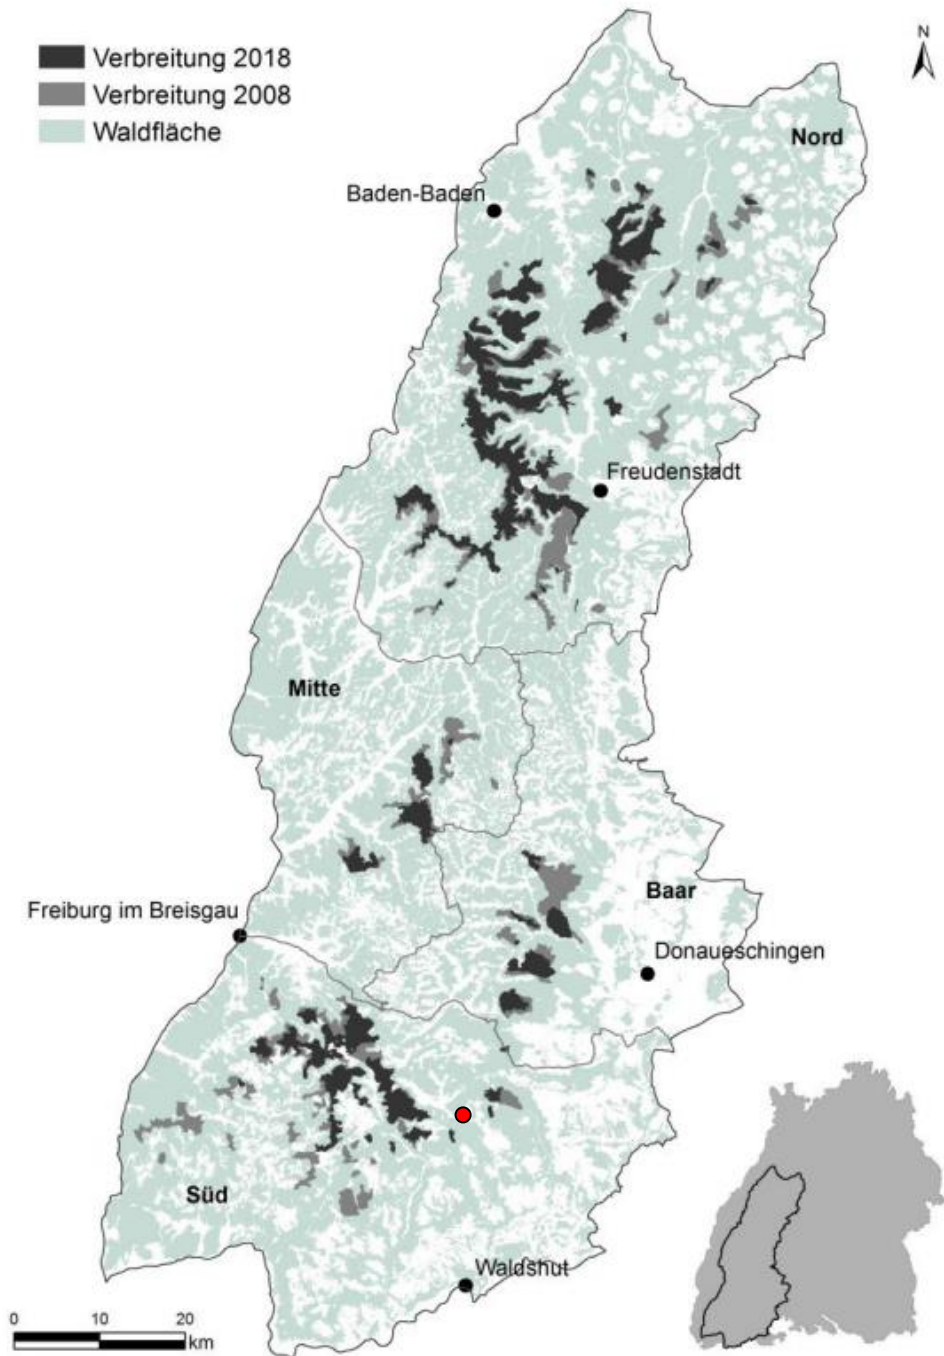 Verbreitung 2018
Verbreitung 2008
Waldfläche
N
Nord
Baden-Baden
Freudenstadt
Mitte
Freiburg im Breisgau
Baar
Donaueschingen
Süd
Waldshut
0 10 20
km